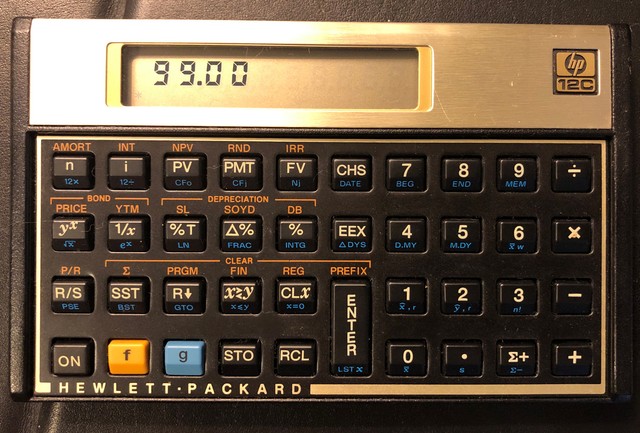 99.00
hp
12C
AMORT INT NPV RND IRR
n i PV PMT FV CHS 7 8 9 ÷
12× 12÷ CFo CFj Nj DATE BEG END MEM
BOND DEPRECIATION
PRICE YTM SL SOYD DB
yˣ 1/x %T Δ% % EEX 4 5 6 ×
√x eˣ LN FRAC INTG ΔDYS D.MY M.DY x̄w
CLEAR
P/R Σ PRGM FIN REG PREFIX
R/S SST R↓ x≷y CLx ENTER 1 2 3 −
PSE BST GTO x≤y x=0 x̂,r ŷ,r n!
ON f g STO RCL 0 · Σ+ +
LSTx x̄ s Σ−
HEWLETT·PACKARD